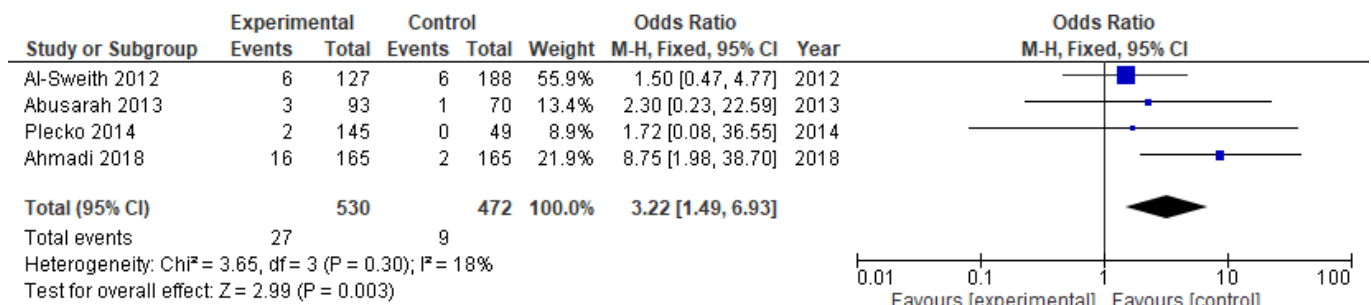 Experimental Control Odds Ratio Odds Ratio
Study or Subgroup Events Total Events Total Weight M-H, Fixed, 95% CI Year M-H, Fixed, 95% CI
Al-Sweith 2012 6 127 6 188 55.9% 1.50 [0.47, 4.77] 2012
Abusarah 2013 3 93 1 70 13.4% 2.30 [0.23, 22.59] 2013
Plecko 2014 2 145 0 49 8.9% 1.72 [0.08, 36.55] 2014
Ahmadi 2018 16 165 2 165 21.9% 8.75 [1.98, 38.70] 2018
Total (95% CI) 530 472 100.0% 3.22 [1.49, 6.93]
Total events 27 9
Heterogeneity: Chi² = 3.65, df = 3 (P = 0.30); I² = 18%
Test for overall effect: Z = 2.99 (P = 0.003)
0.01 0.1 1 10 100
Favours [experimental] Favours [control]